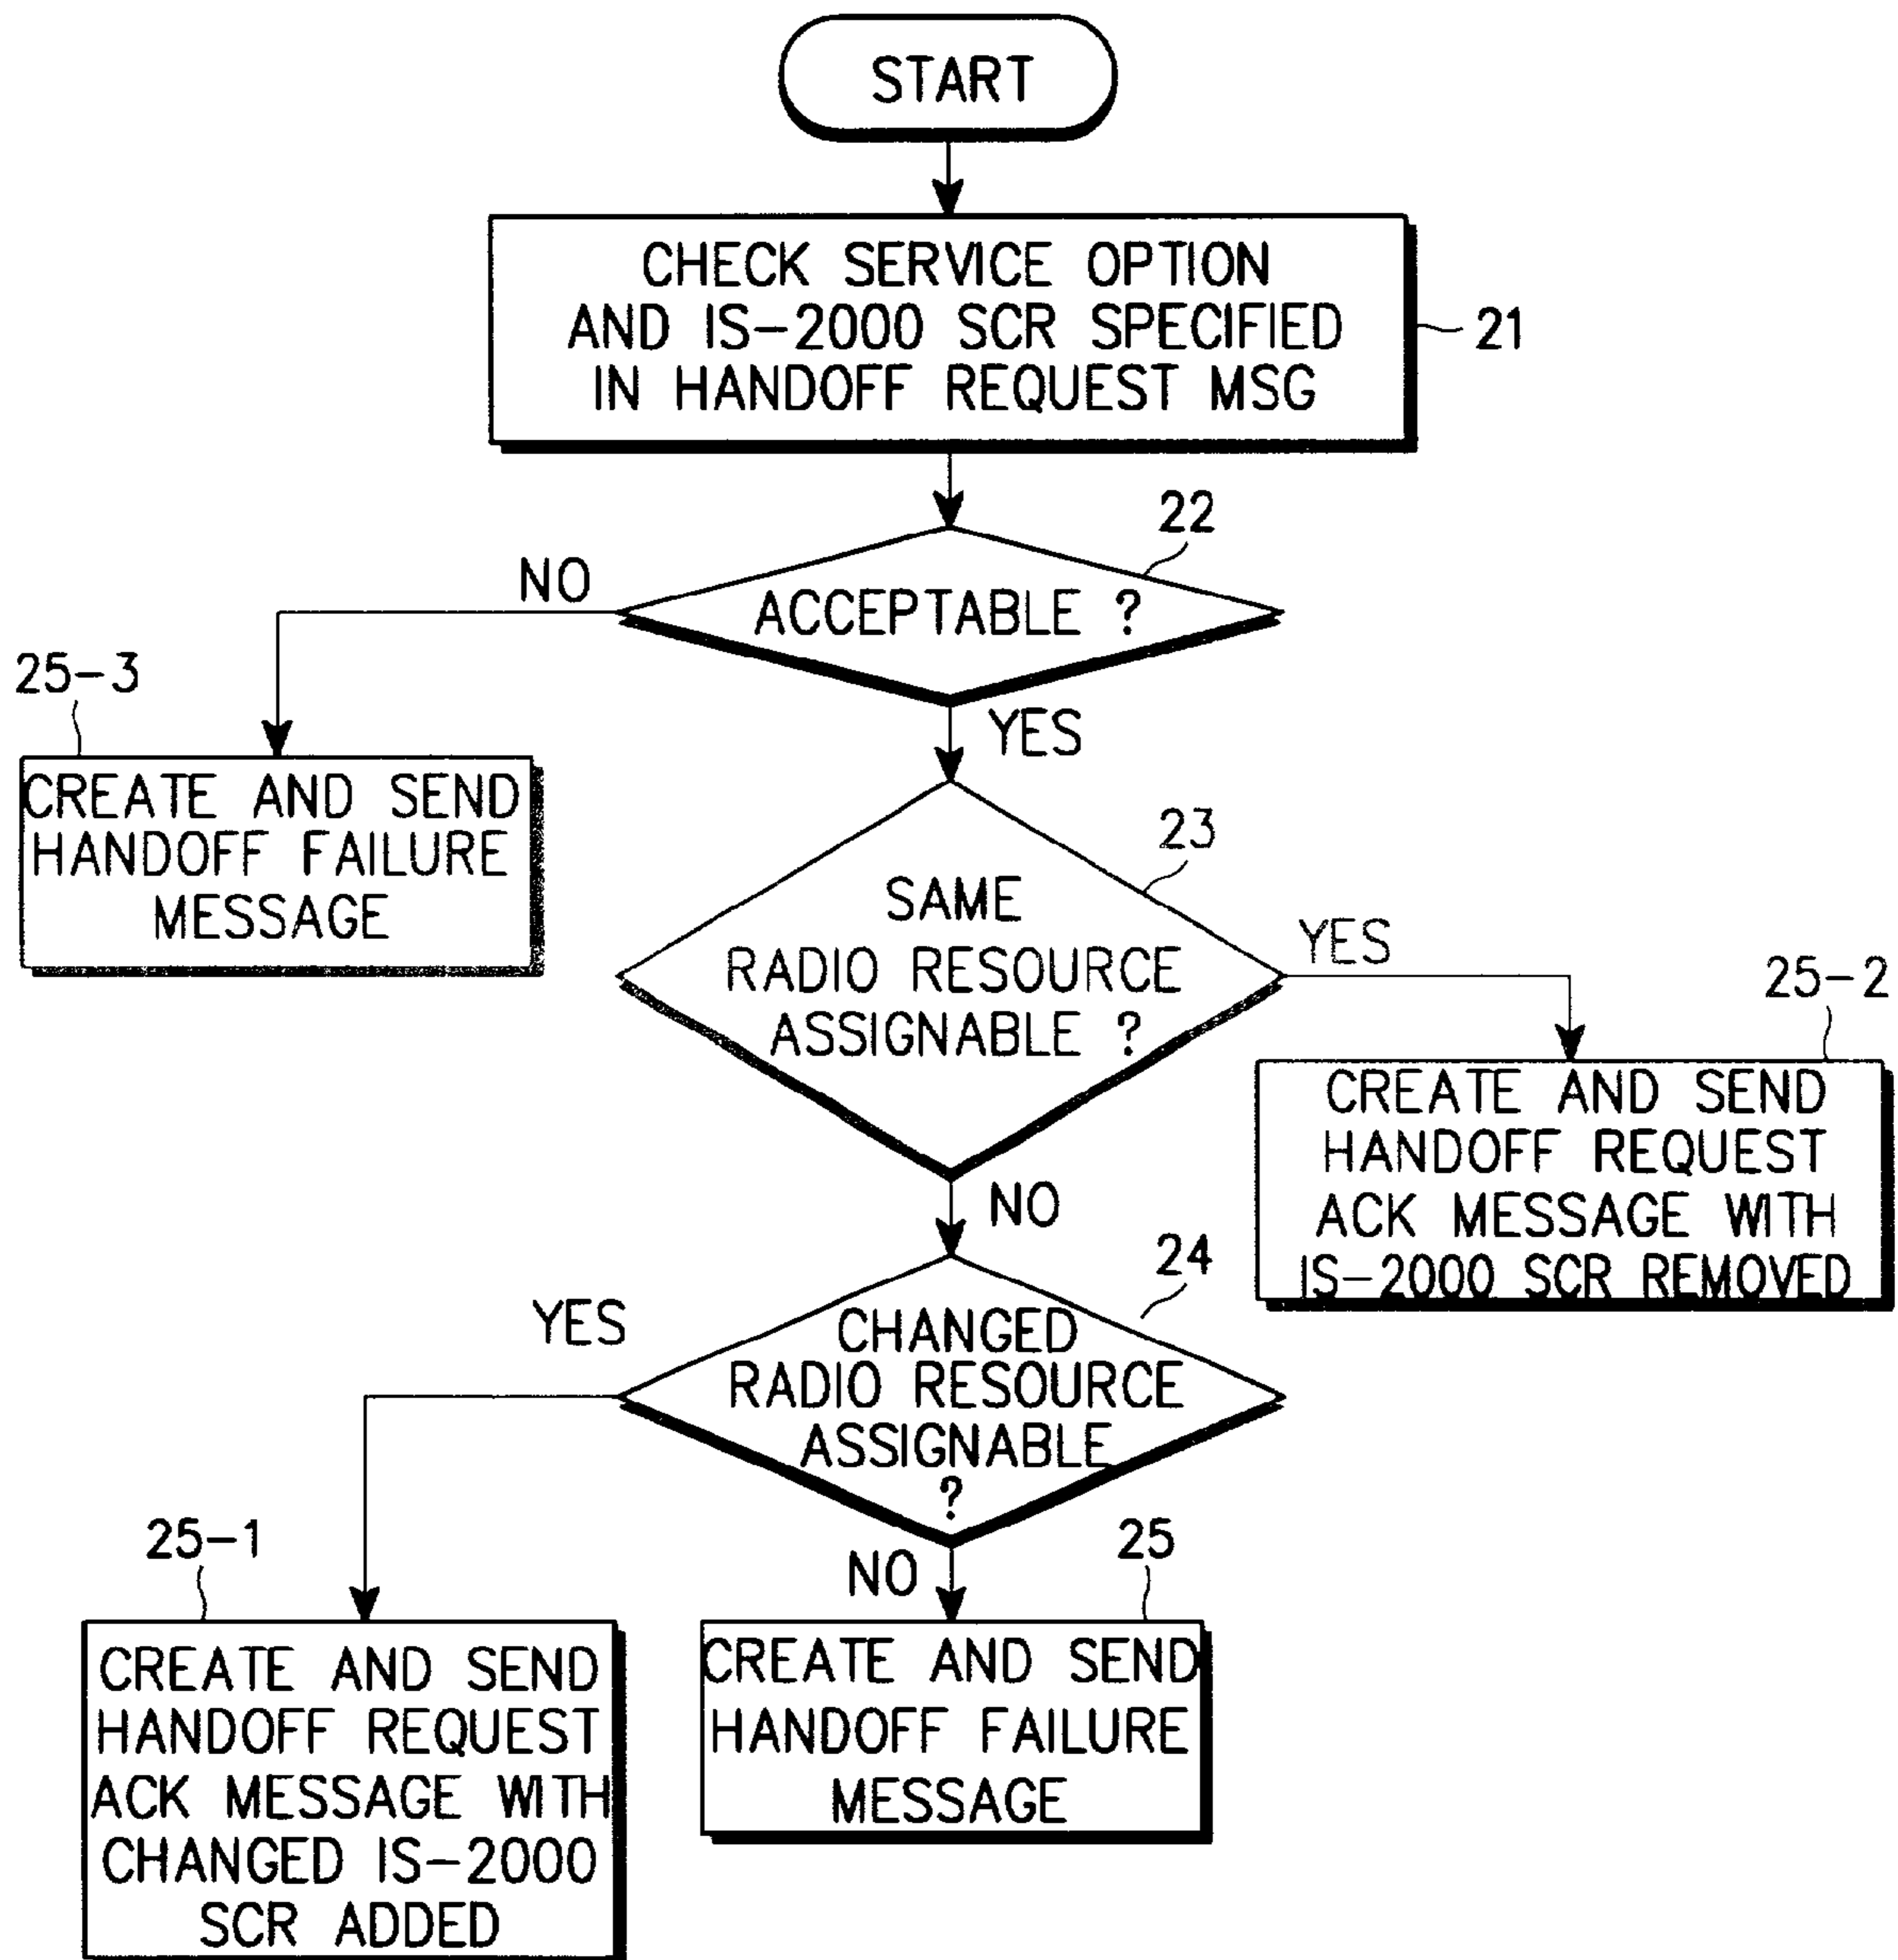 START
CHECK SERVICE OPTION
AND IS-2000 SCR SPECIFIED
IN HANDOFF REQUEST MSG
21
22
NO
ACCEPTABLE ?
25-3
YES
CREATE AND SEND
HANDOFF FAILURE
MESSAGE
23
SAME
RADIO RESOURCE
ASSIGNABLE ?
YES
25-2
CREATE AND SEND
HANDOFF REQUEST
ACK MESSAGE WITH
IS-2000 SCR REMOVED
NO
24
YES
CHANGED
RADIO RESOURCE
ASSIGNABLE
?
25-1
NO
25
CREATE AND SEND
HANDOFF REQUEST
ACK MESSAGE WITH
CHANGED IS-2000
SCR ADDED
CREATE AND SEND
HANDOFF FAILURE
MESSAGE